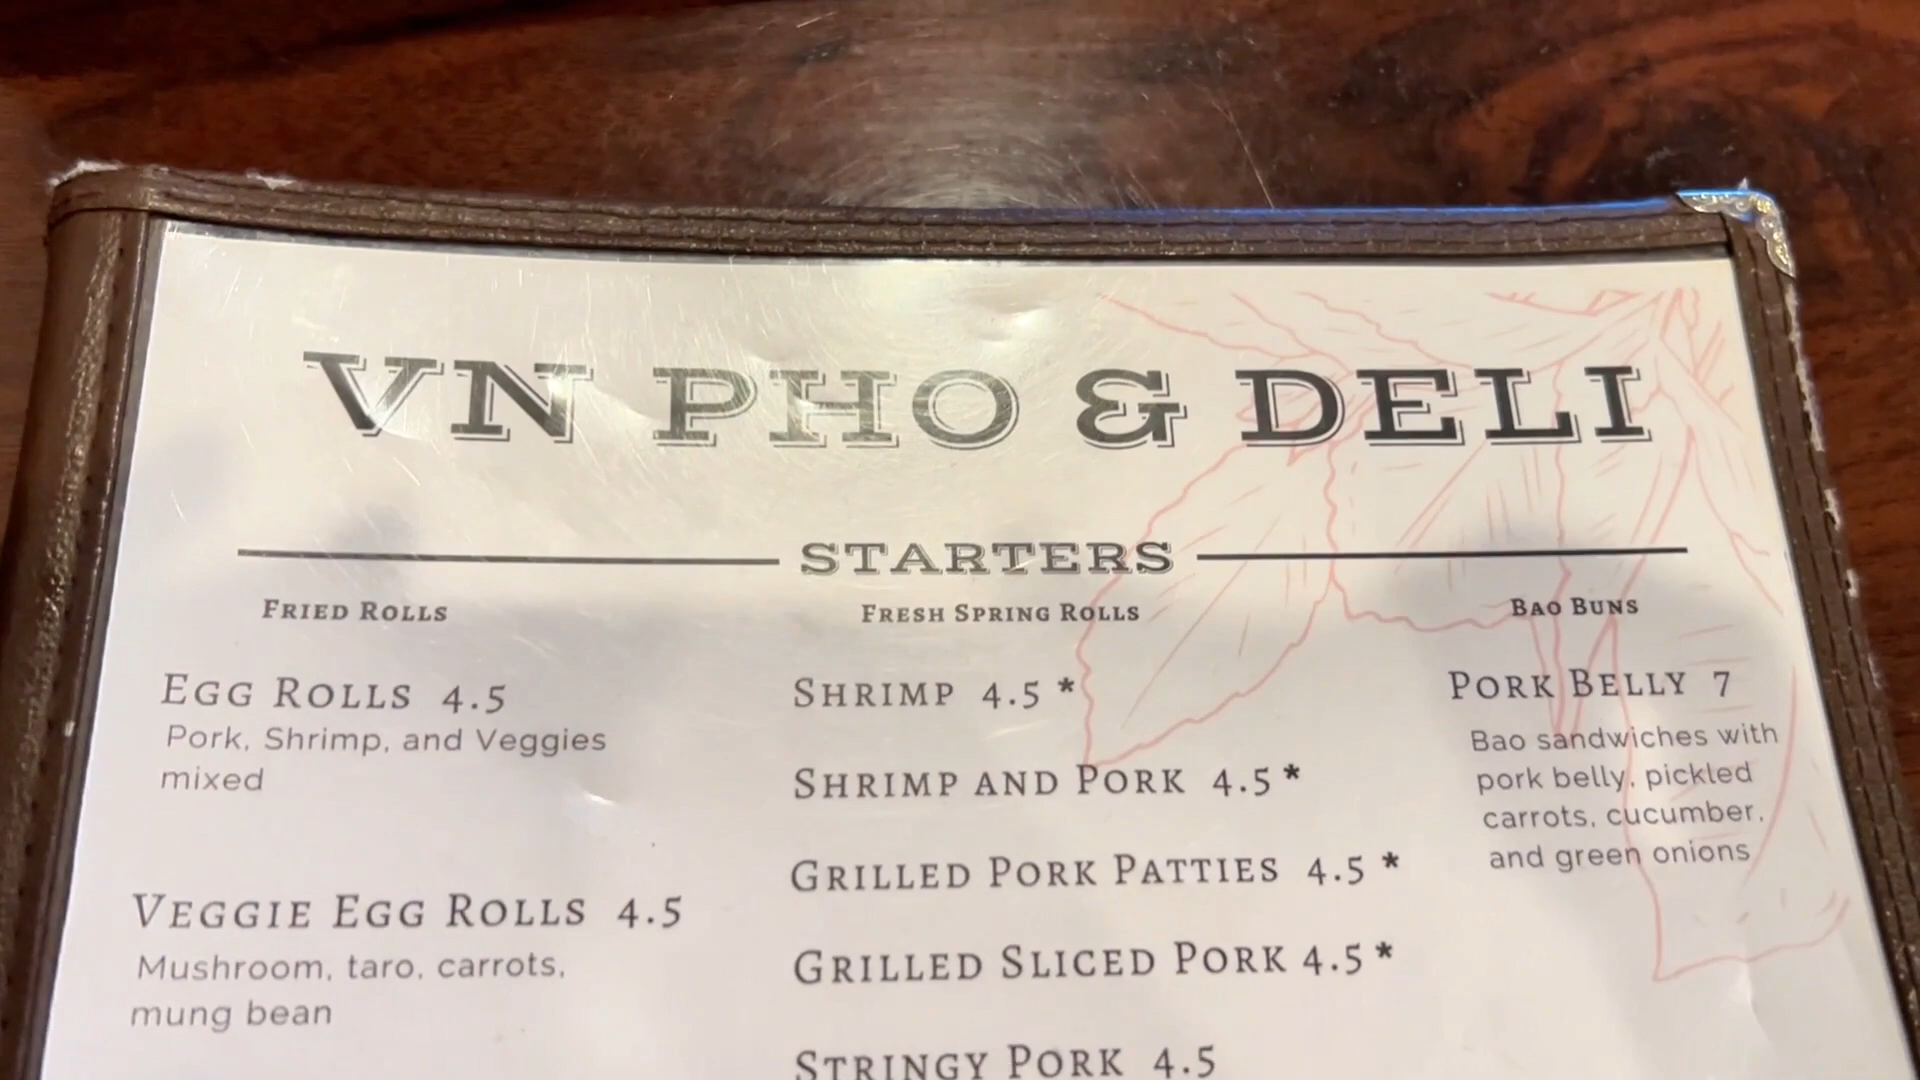 VN PHO & DELI
STARTERS
FRIED ROLLS
EGG ROLLS 4.5
Pork, Shrimp, and Veggies
mixed
VEGGIE EGG ROLLS 4.5
Mushroom, taro, carrots,
mung bean
FRESH SPRING ROLLS
SHRIMP 4.5 *
SHRIMP AND PORK 4.5 *
GRILLED PORK PATTIES 4.5 *
GRILLED SLICED PORK 4.5 *
STRINGY PORK 4.5
BAO BUNS
PORK BELLY 7
Bao sandwiches with
pork belly, pickled
carrots, cucumber,
and green onions